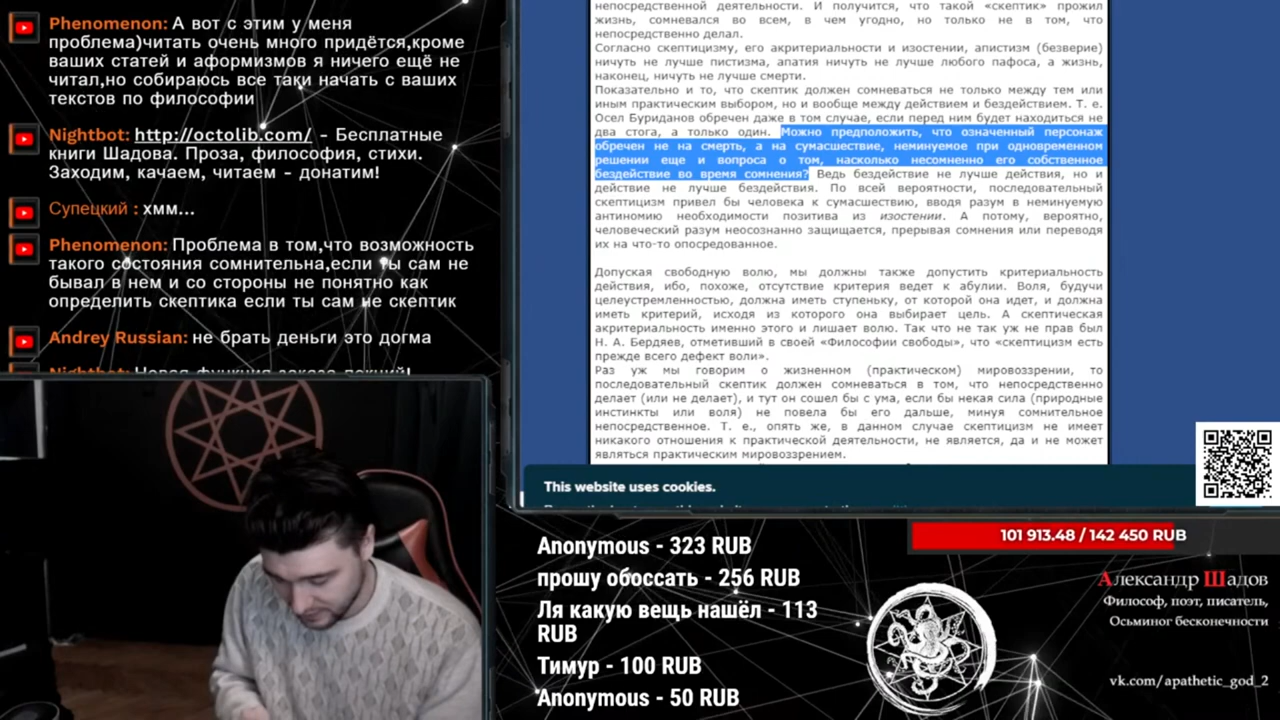 Phenomenon: А вот с этим у меня
проблема)читать очень много придётся,кроме
ваших статей и аформизмов я ничего ещё не
читал,но собираюсь все таки начать с ваших
текстов по философии
Nightbot: http://octolib.com/ - Бесплатные
книги Шадова. Проза, философия, стихи.
Заходим, качаем, читаем - донатим!
Супецкий : хмм...
Phenomenon: Проблема в том,что возможность
такого состояния сомнительна,если ты сам не
бывал в нем и со стороны не понятно как
определить скептика если ты сам не скептик
Andrey Russian: не брать деньги это догма
Nightbot: Новая функция заказа лекций!
непосредственной деятельности. И получится, что такой «скептик» прожил
жизнь, сомневался во всем, в чем угодно, но только не в том, что
непосредственно делал.
Согласно скептицизму, его акритериальности и изостении, апистизм (безверие)
ничуть не лучше пистизма, апатия ничуть не лучше любого пафоса, а жизнь,
наконец, ничуть не лучше смерти.
Показательно и то, что скептик должен сомневаться не только между тем или
иным практическим выбором, но и вообще между действием и бездействием. Т. е.
Осел Буриданов обречен даже в том случае, если перед ним будет находиться не
два стога, а только один. Можно предположить, что означенный персонаж
обречен не на смерть, а на сумасшествие, неминуемое при одновременном
решении еще и вопроса о том, насколько несомненно его собственное
бездействие во время сомнения? Ведь бездействие не лучше действия, но и
действие не лучше бездействия. По всей вероятности, последовательный
скептицизм привел бы человека к сумасшествию, вводя разум в неминуемую
антиномию необходимости позитива из изостении. А потому, вероятно,
человеческий разум неосознанно защищается, прерывая сомнения или переводя
их на что-то опосредованное.
Допуская свободную волю, мы должны также допустить критериальность
действия, ибо, похоже, отсутствие критерия ведет к абулии. Воля, будучи
целеустремленностью, должна иметь ступеньку, от которой она идет, и должна
иметь критерий, исходя из которого она выбирает цель. А скептическая
акритериальность именно этого и лишает волю. Так что не так уж не прав был
Н. А. Бердяев, отметивший в своей «Философии свободы», что «скептицизм есть
прежде всего дефект воли».
Раз уж мы говорим о жизненном (практическом) мировоззрении, то
последовательный скептик должен сомневаться в том, что непосредственно
делает (или не делает), и тут он сошел бы с ума, если бы некая сила (природные
инстинкты или воля) не повела бы его дальше, минуя сомнительное
непосредственное. Т. е., опять же, в данном случае скептицизм не имеет
никакого отношения к практической деятельности, не является, да и не может
являться практическим мировоззрением.
This website uses cookies.
Anonymous - 323 RUB
прошу обоссать - 256 RUB
Ля какую вещь нашёл - 113
RUB
Тимур - 100 RUB
Anonymous - 50 RUB
101 913.48 / 142 450 RUB
Александр Шадов
Философ, поэт, писатель,
Осьминог бесконечности
vk.com/apathetic_god_2